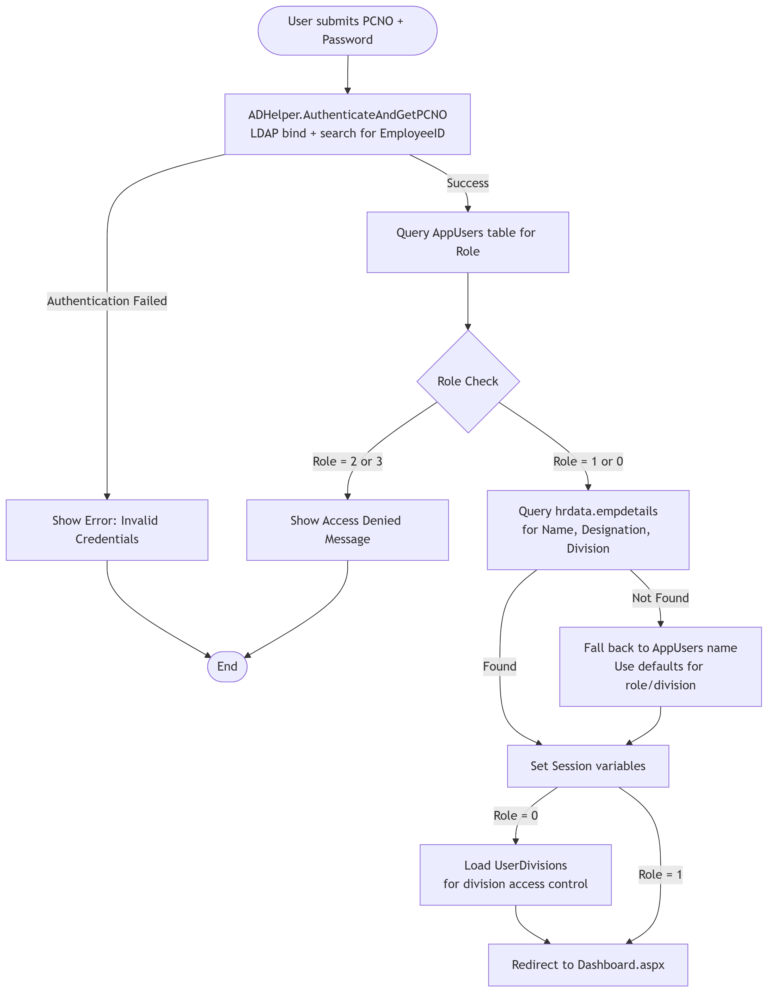 User submits PCNO +
Password
ADHelper.AuthenticateAndGetPCNO
LDAP bind + search for EmployeeID
Success
Query AppUsers table for
Role
Authentication Failed
Role Check
Role = 2 or 3
Role = 1 or 0
Show Error: Invalid
Credentials
Show Access Denied
Message
Query hrdata.empdetails
for Name, Designation,
Division
Not Found
Found
Fall back to AppUsers name
Use defaults for
role/division
End
Set Session variables
Role = 0
Load UserDivisions
for division access control
Role = 1
Redirect to Dashboard.aspx